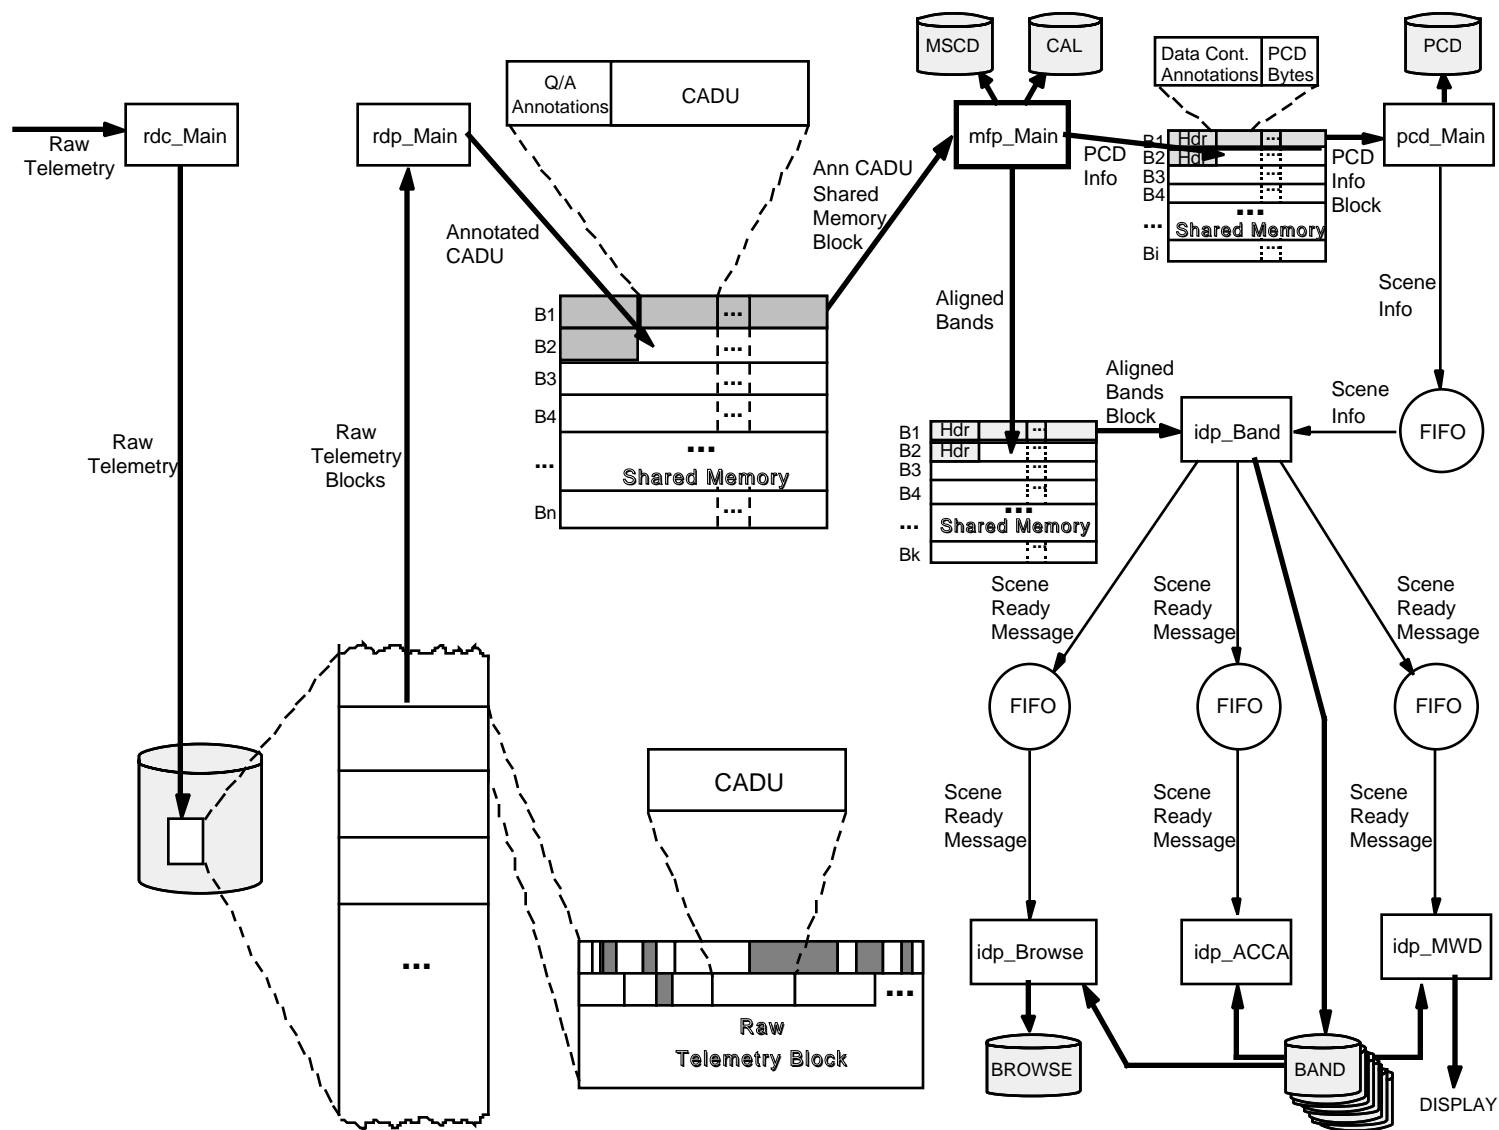 MSCD
CAL
PCD
Q/A
Annotations
CADU
Data Cont.
Annotations
PCD
Bytes
Raw
Telemetry
rdc_Main
rdp_Main
mfp_Main
PCD
Info
B1
Hdr
...
B2
Hdr
B3
B4
...
...
Shared Memory
Bi
...
PCD
Info
Block
pcd_Main
Annotated
CADU
Ann CADU
Shared
Memory
Block
Aligned
Bands
Scene
Info
B1
...
B2
...
B3
...
B4
...
...
...
Shared Memory
Bn
...
Raw
Telemetry
Raw
Telemetry
Blocks
B1
Hdr
...
B2
Hdr
B3
...
B4
...
...
...
Shared Memory
Bk
...
Aligned
Bands
Block
idp_Band
Scene
Info
FIFO
Scene
Ready
Message
Scene
Ready
Message
Scene
Ready
Message
FIFO
FIFO
FIFO
Scene
Ready
Message
Scene
Ready
Message
Scene
Ready
Message
CADU
...
...
Raw
Telemetry Block
idp_Browse
idp_ACCA
idp_MWD
BROWSE
BAND
DISPLAY